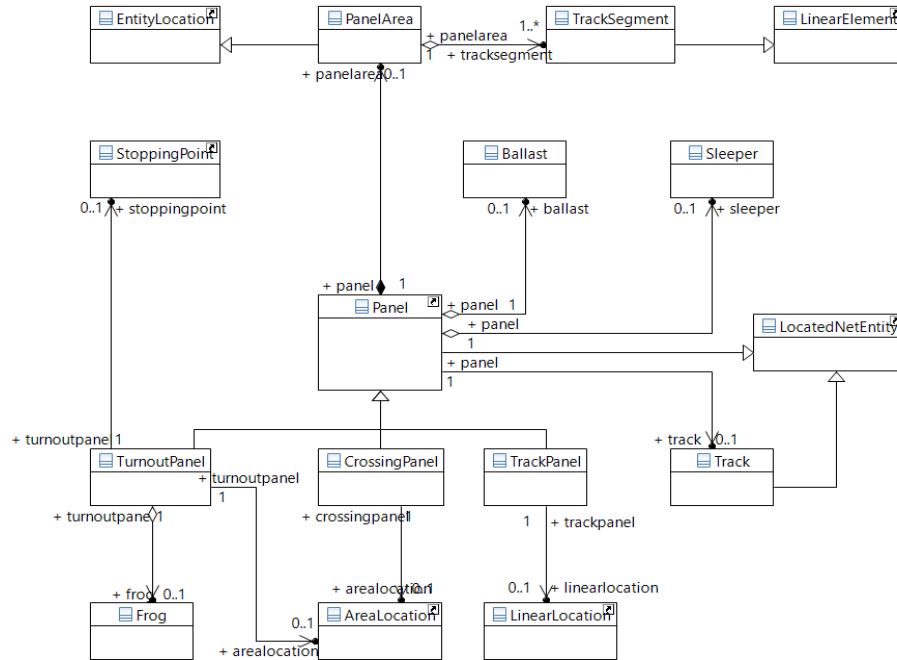 EntityLocation
PanelArea
TrackSegment
LinearElement
+ panelarea
1..*
1
+ tracksegment
+ panelarea
0..1
StoppingPoint
Ballast
Sleeper
0..1
+ stoppingpoint
0..1
+ ballast
0..1
+ sleeper
+ panel
1
Panel
+ panel
1
+ panel
1
LocatedNetEntity
+ panel
1
+ turnoutpanel
1
+ track
0..1
TurnoutPanel
CrossingPanel
TrackPanel
Track
+ turnoutpanel
1
+ turnoutpanel
1
+ crossingpanel
1
1
+ trackpanel
+ frog
0..1
+ arealocation
0..1
0..1
+ linearlocation
Frog
AreaLocation
LinearLocation
0..1
+ arealocation